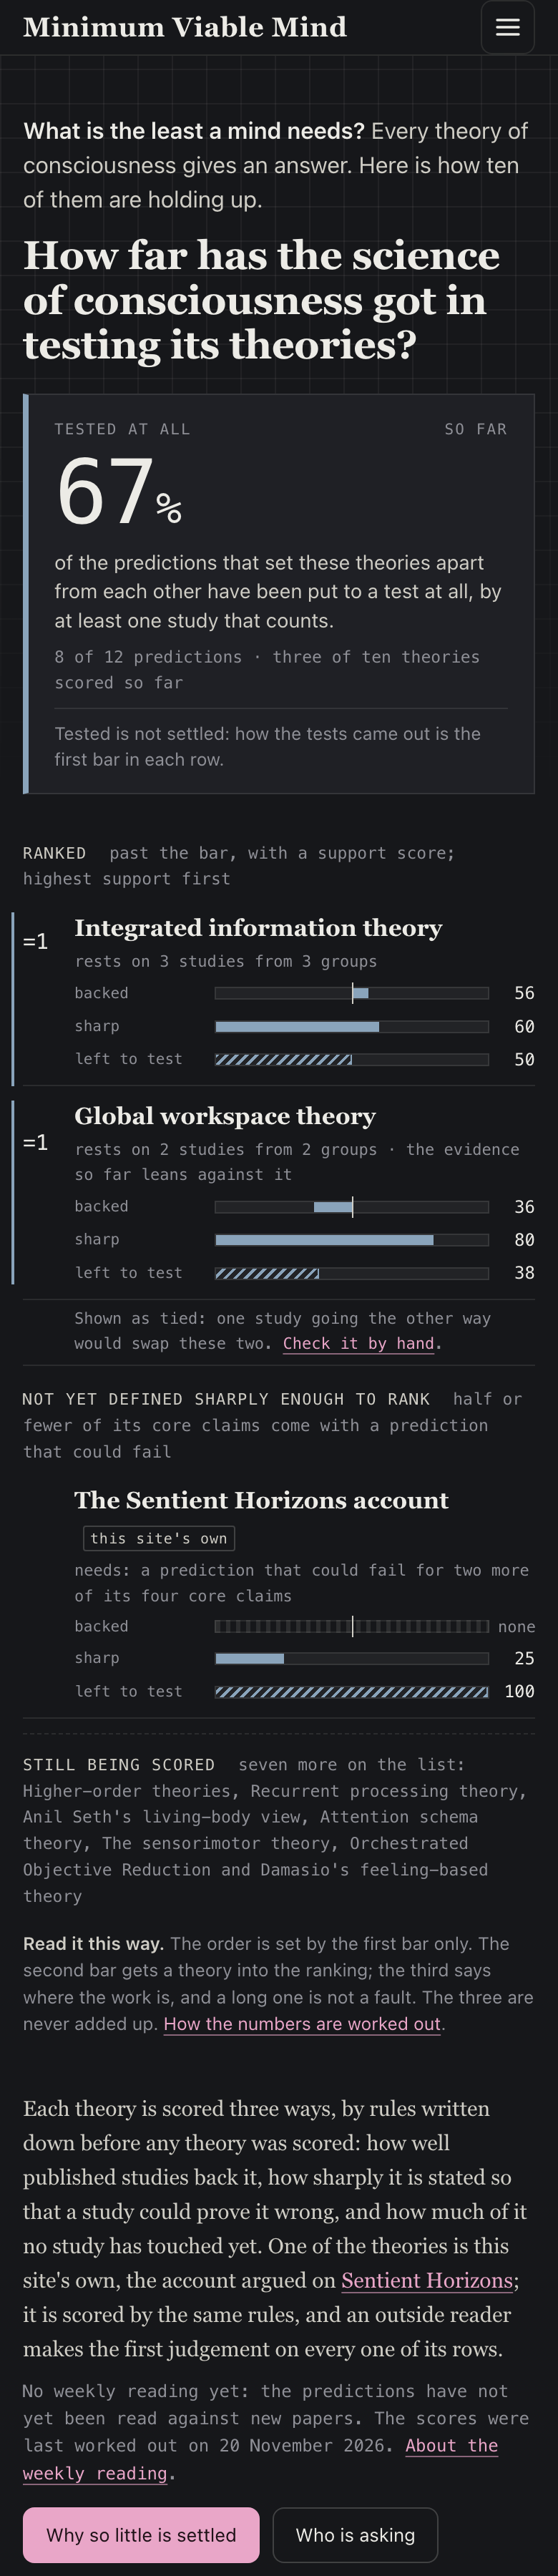 Minimum Viable Mind
What is the least a mind needs? Every theory of
consciousness gives an answer. Here is how ten
of them are holding up.
How far has the science
of consciousness got in
testing its theories?
TESTED AT ALL
SO FAR
67%
of the predictions that set these theories apart
from each other have been put to a test at all, by
at least one study that counts.
8 of 12 predictions · three of ten theories
scored so far
Tested is not settled: how the tests came out is the
first bar in each row.
RANKED past the bar, with a support score;
highest support first
=1
Integrated information theory
rests on 3 studies from 3 groups
backed 56
sharp 60
left to test 50
=1
Global workspace theory
rests on 2 studies from 2 groups · the evidence
so far leans against it
backed 36
sharp 80
left to test 38
Shown as tied: one study going the other way
would swap these two. Check it by hand.
NOT YET DEFINED SHARPLY ENOUGH TO RANK half or
fewer of its core claims come with a prediction
that could fail
The Sentient Horizons account
this site's own
needs: a prediction that could fail for two more
of its four core claims
backed none
sharp 25
left to test 100
STILL BEING SCORED seven more on the list:
Higher-order theories, Recurrent processing theory,
Anil Seth's living-body view, Attention schema
theory, The sensorimotor theory, Orchestrated
Objective Reduction and Damasio's feeling-based
theory
Read it this way. The order is set by the first bar only. The
second bar gets a theory into the ranking; the third says
where the work is, and a long one is not a fault. The three are
never added up. How the numbers are worked out.
Each theory is scored three ways, by rules written
down before any theory was scored: how well
published studies back it, how sharply it is stated so
that a study could prove it wrong, and how much of it
no study has touched yet. One of the theories is this
site's own, the account argued on Sentient Horizons;
it is scored by the same rules, and an outside reader
makes the first judgement on every one of its rows.
No weekly reading yet: the predictions have not
yet been read against new papers. The scores were
last worked out on 20 November 2026. About the
weekly reading.
Why so little is settled
Who is asking